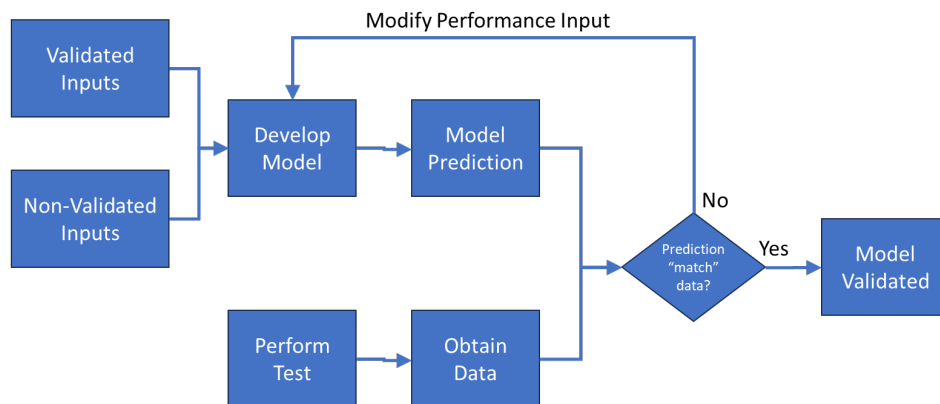 Modify Performance Input
Validated
Inputs
Develop
Model
Model
Prediction
Non-Validated
Inputs
No
Prediction
“match”
data?
Yes
Model
Validated
Perform
Test
Obtain
Data